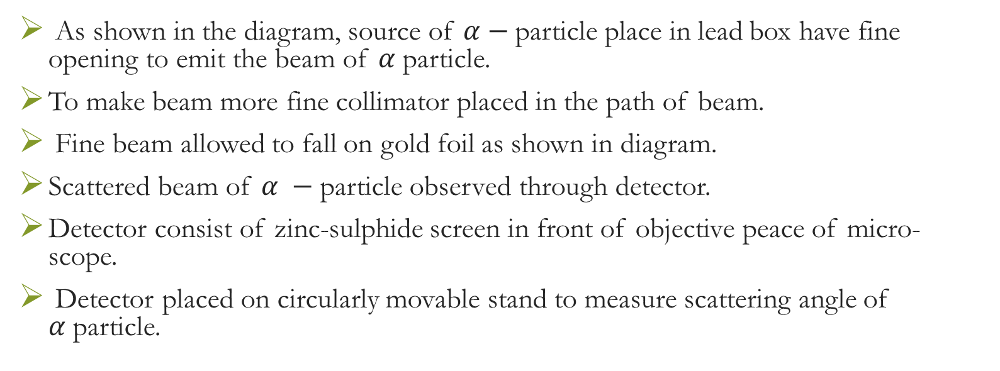 ➢ As shown in the diagram, source of 𝛼 − particle place in lead box have fine
opening to emit the beam of 𝛼 particle.
➢ To make beam more fine collimator placed in the path of beam.
➢ Fine beam allowed to fall on gold foil as shown in diagram.
➢ Scattered beam of 𝛼 − particle observed through detector.
➢ Detector consist of zinc-sulphide screen in front of objective peace of micro-
scope.
➢ Detector placed on circularly movable stand to measure scattering angle of
𝛼 particle.